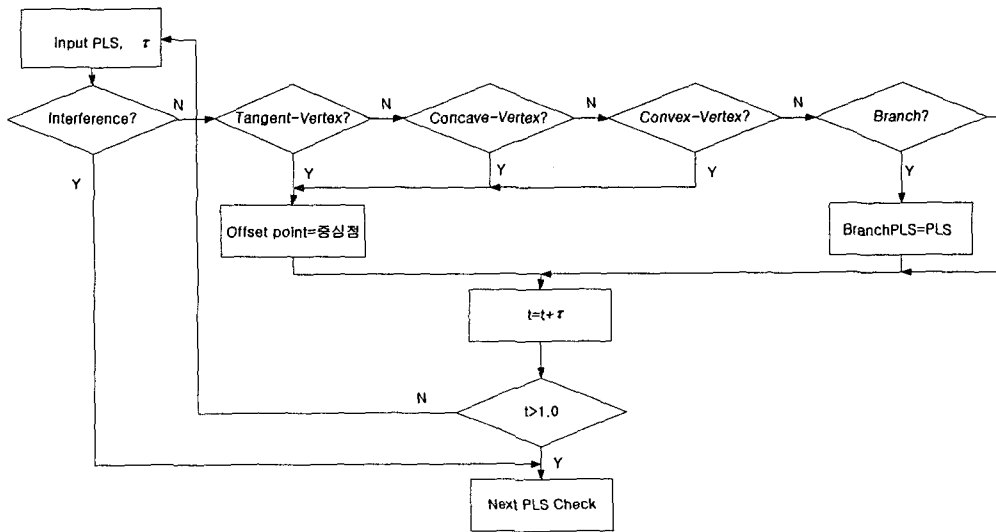 Input PLS, τ
Interference?
N
Tangent-Vertex?
N
Concave-Vertex?
N
Convex-Vertex?
N
Branch?
Y
Y
Y
Y
Y
Offset point=중심점
BranchPLS=PLS
t=t+τ
N
t>1.0
Y
Next PLS Check